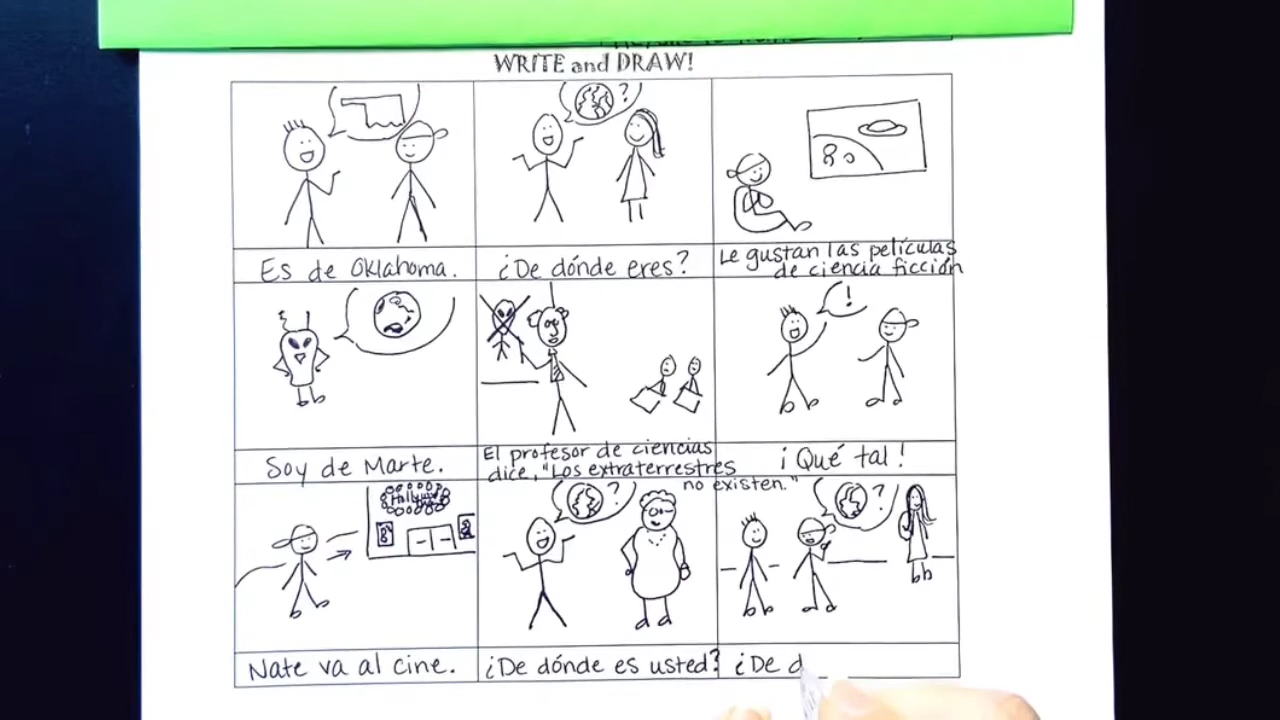 WRITE and DRAW!
?
Es de Oklahoma.
¿De dónde eres?
Le gustan las películas
de ciencia ficción
!
Soy de Marte.
El profesor de ciencias
dice, "Los extraterrestres
no existen."
¡Qué tal!
?
?
Nate va al cine.
¿De dónde es usted?
¿De d